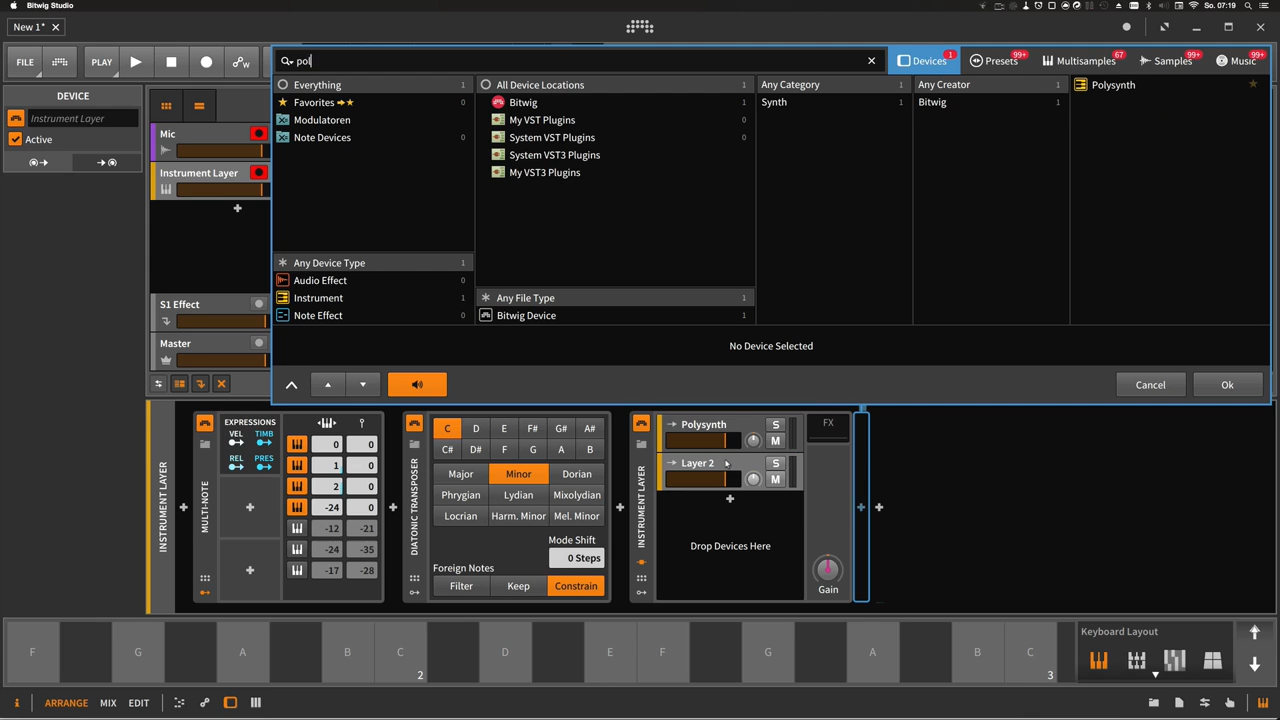 Bitwig Studio
So. 07:19
New 1*
FILE
PLAY
pol
Devices
1
Presets
99+
Multisamples
67
Samples
99+
Music
99+
DEVICE
Instrument Layer
Active
Mic
Instrument Layer
S1 Effect
Master
Everything 1
Favorites 0
Modulatoren
Note Devices 0
Any Device Type 1
Audio Effect 0
Instrument 1
Note Effect 0
All Device Locations 1
Bitwig 1
My VST Plugins 0
System VST Plugins 0
System VST3 Plugins
My VST3 Plugins
Any File Type 1
Bitwig Device 1
Any Category 1
Synth 1
Any Creator 1
Bitwig 1
Polysynth
No Device Selected
Cancel
Ok
INSTRUMENT LAYER
MULTI-NOTE
EXPRESSIONS
VEL TIMB
REL PRES
0 0
1 0
2 0
-24 0
-12 -21
-24 -35
-17 -28
DIATONIC TRANSPOSER
C D E F# G# A#
C# D# F G A B
Major Minor Dorian
Phrygian Lydian Mixolydian
Locrian Harm. Minor Mel. Minor
Mode Shift
0 Steps
Foreign Notes
Filter Keep Constrain
INSTRUMENT LAYER
Polysynth S
M
Layer 2 S
M
Drop Devices Here
FX
Gain
F G A B C D E F G A B C
2 3
Keyboard Layout
i ARRANGE MIX EDIT